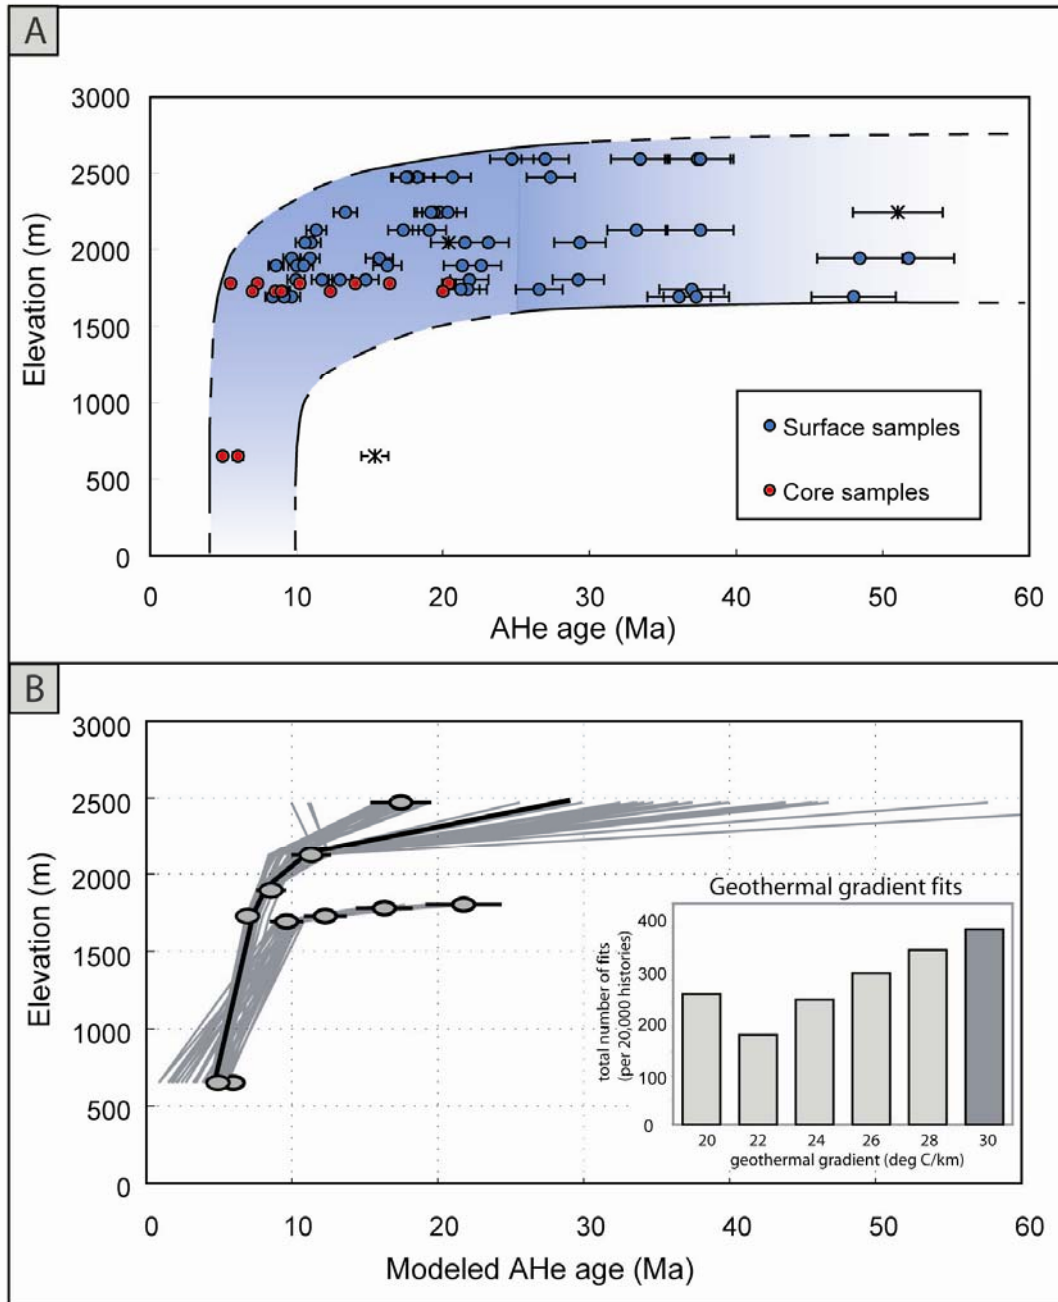 A
3000
2500
2000
1500
1000
500
0
Elevation (m)
Surface samples
Core samples
0 10 20 30 40 50 60
AHe age (Ma)
B
3000
2500
2000
1500
1000
500
0
Elevation (m)
Geothermal gradient fits
400
300
200
100
0
total number of fits
(per 20,000 histories)
20 22 24 26 28 30
geothermal gradient (deg C/km)
0 10 20 30 40 50 60
Modeled AHe age (Ma)